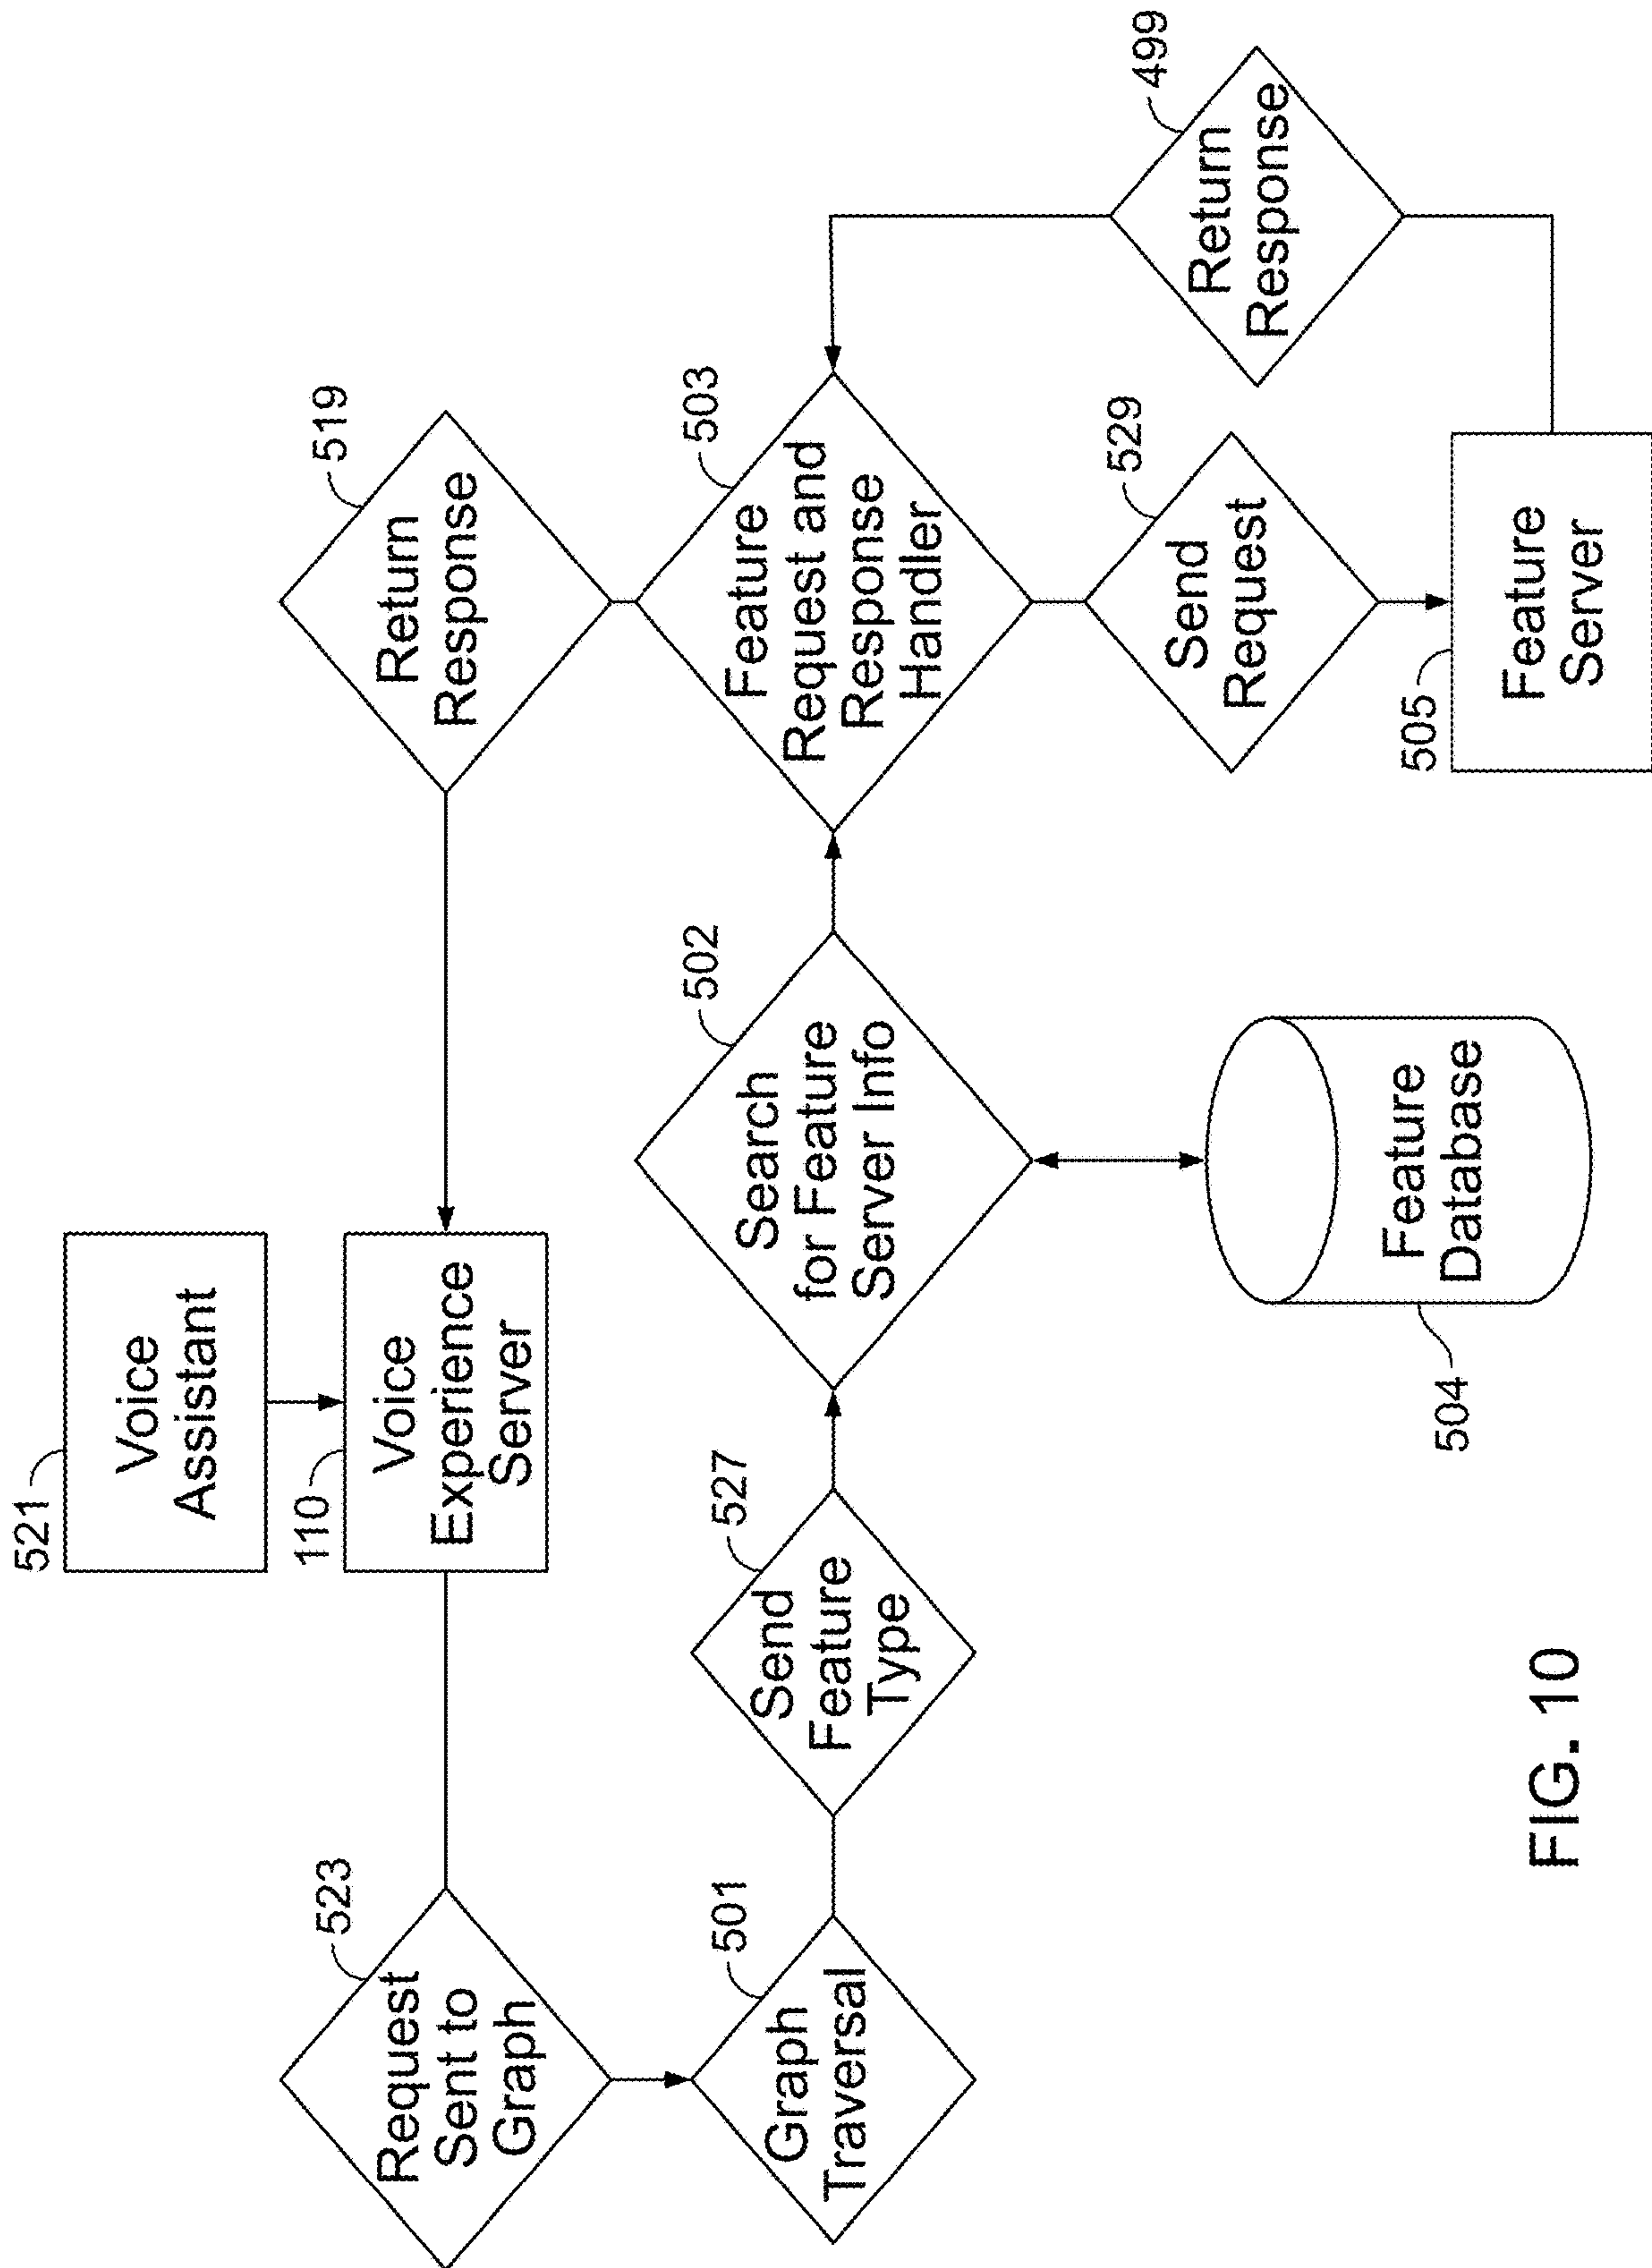 521
Voice
Assistant
110
Voice
Experience
Server
523
Request
Sent to
Graph
519
Return
Response
501
Graph
Traversal
527
Send
Feature
Type
502
Search
for Feature
Server Info
503
Feature
Request and
Response
Handler
504
Feature
Database
529
Send
Request
499
Return
Response
505
Feature
Server
FIG. 10